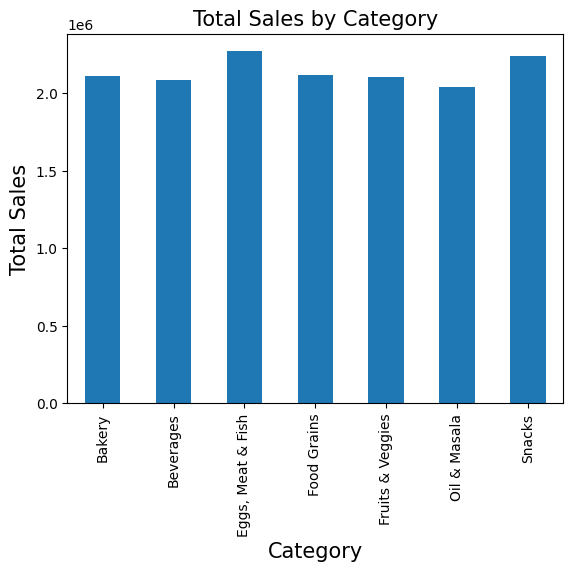 Total Sales by Category
1e6
Total Sales
2.0
1.5
1.0
0.5
0.0
Bakery
Beverages
Eggs, Meat & Fish
Food Grains
Fruits & Veggies
Oil & Masala
Snacks
Category